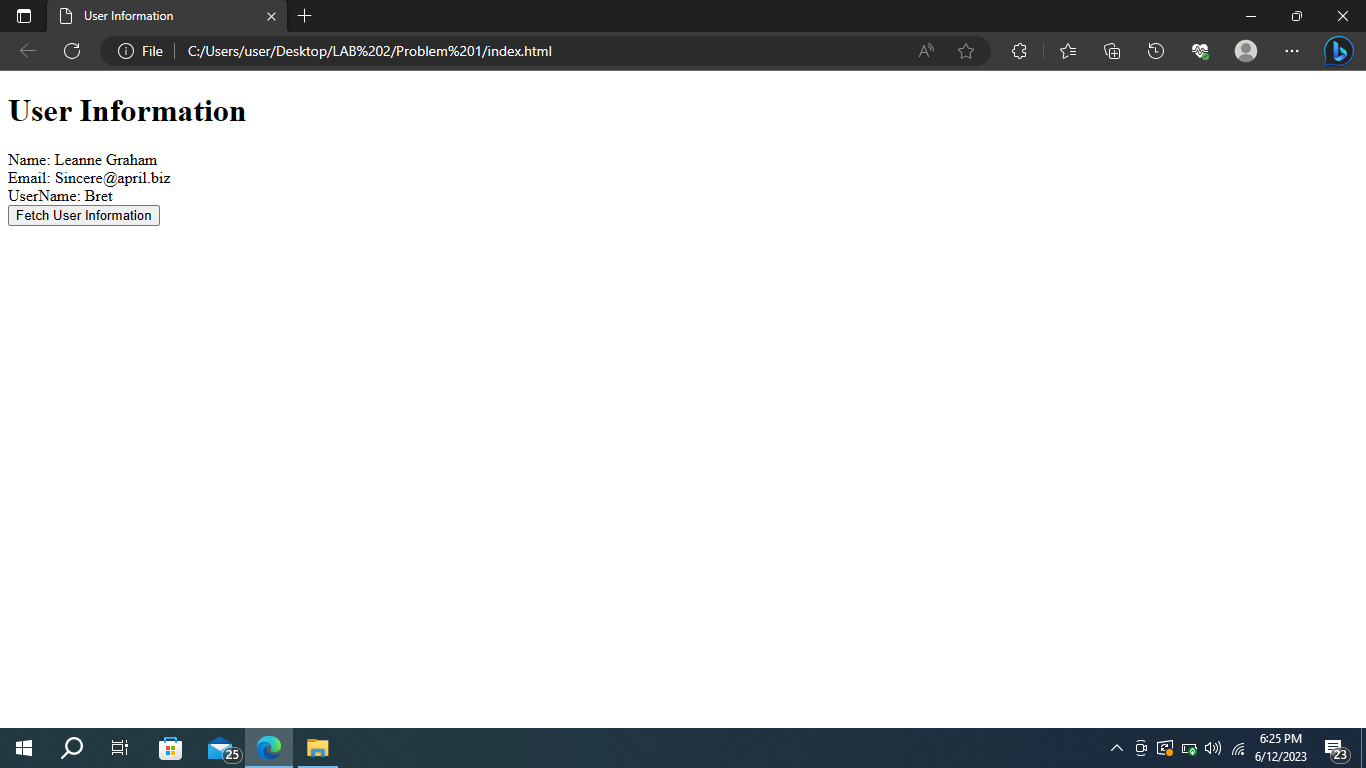 User Information
File
C:/Users/user/Desktop/LAB%202/Problem%201/index.html
User Information
Name: Leanne Graham
Email: Sincere@april.biz
UserName: Bret
Fetch User Information
25
6:25 PM
6/12/2023
23